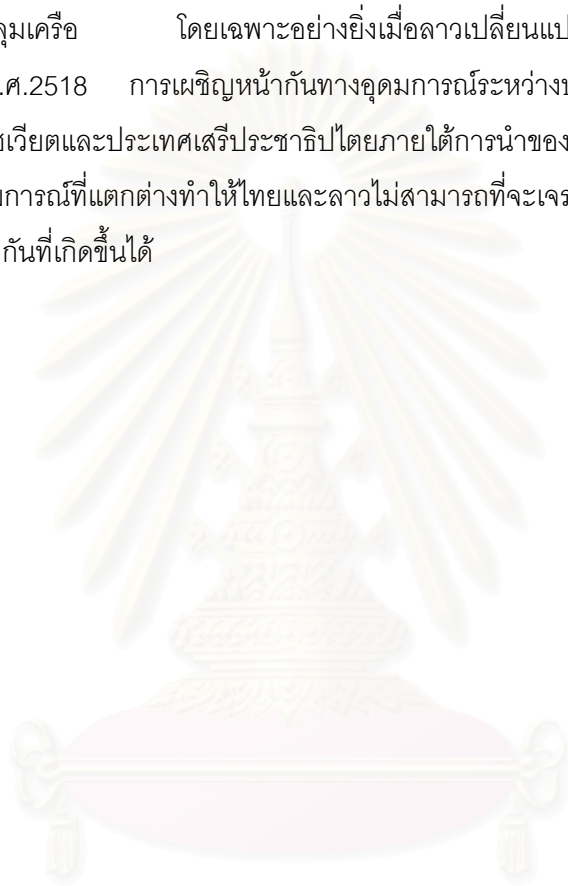 ลุมเครือ โดยเฉพาะอย่างยิ่งเมื่อลาวเปลี่ยนแป
.ศ.2518 การเผชิญหน้ากันทางอุดมการณ์ระหว่าง
ซเวียตและประเทศเสรีประชาธิปไตยภายใต้การนำของ
การณ์ที่แตกต่างทำให้ไทยและลาวไม่สามารถที่จะเจร
กันที่เกิดขึ้นได้